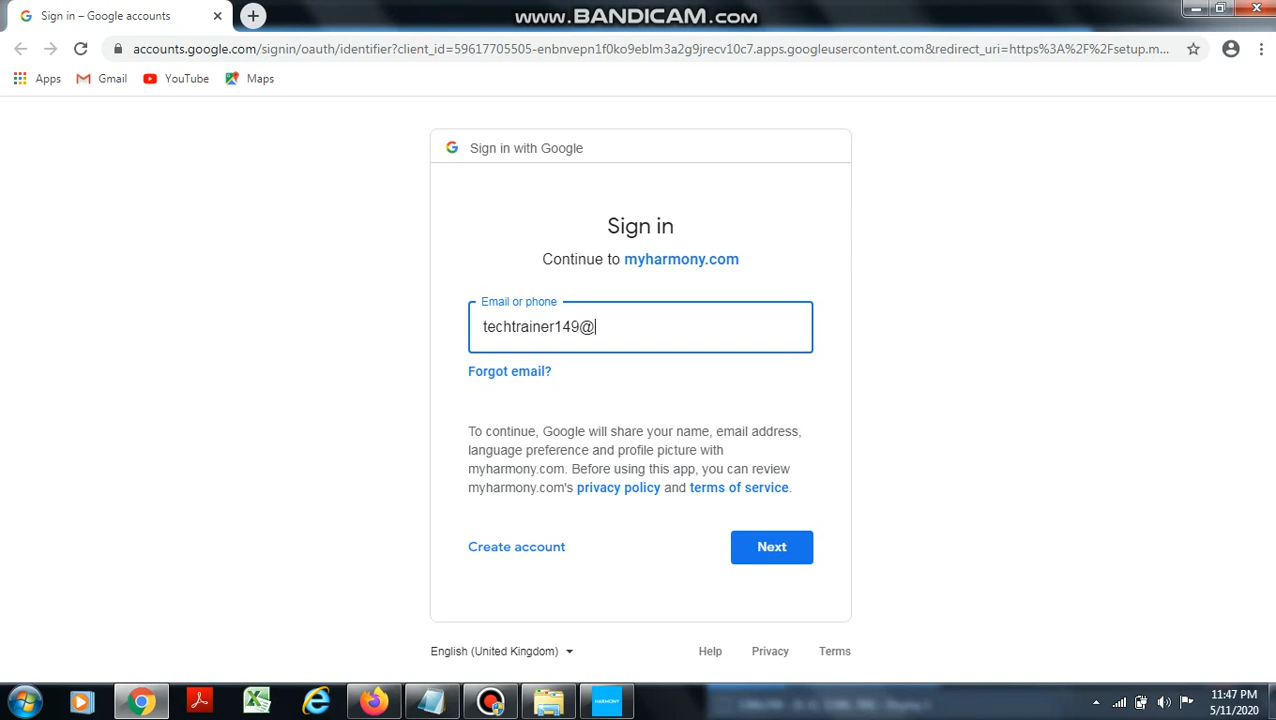 Sign in – Google accounts
www.BANDICAM.com
accounts.google.com/signin/oauth/identifier?client_id=59617705505-enbnvepn1f0ko9eblm3a2g9jrecv10c7.apps.googleusercontent.com&redirect_uri=https%3A%2F%2Fsetup.m...
Apps Gmail YouTube Maps
Sign in with Google
Sign in
Continue to myharmony.com
Email or phone
techtrainer149@
Forgot email?
To continue, Google will share your name, email address,
language preference and profile picture with
myharmony.com. Before using this app, you can review
myharmony.com's privacy policy and terms of service.
Create account Next
English (United Kingdom) Help Privacy Terms
HARMONY
11:47 PM
5/11/2020